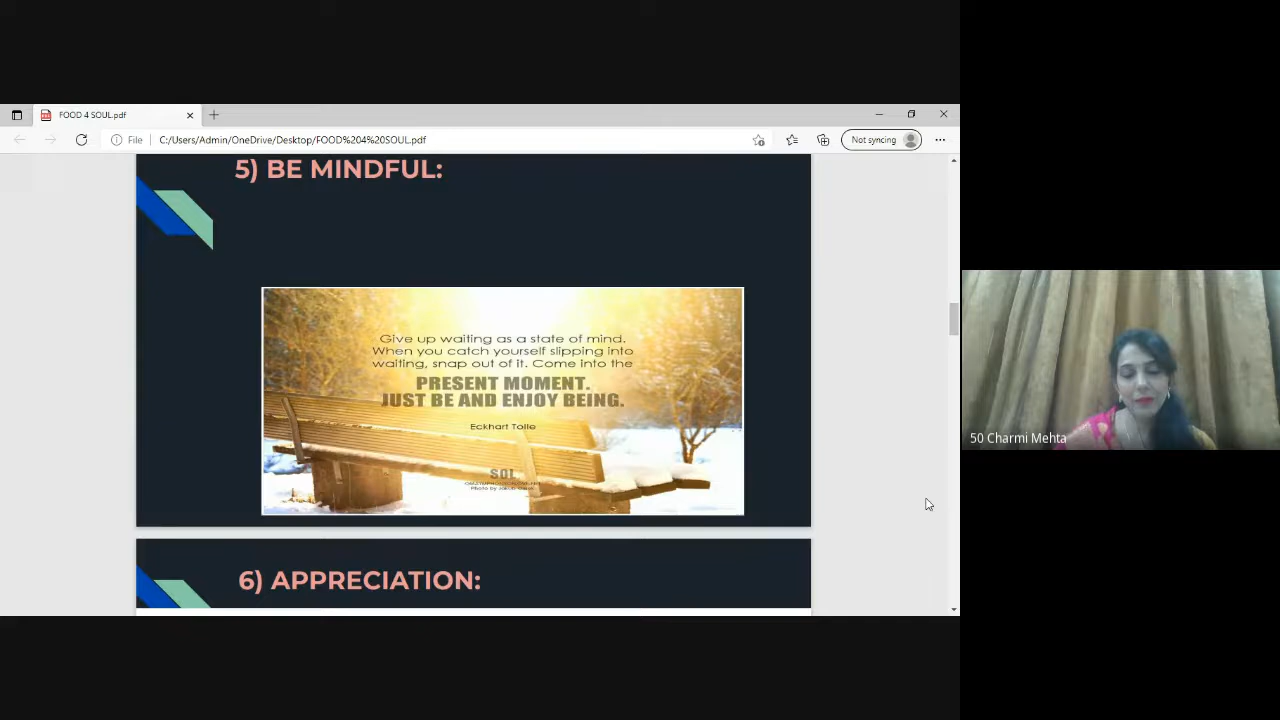 FOOD 4 SOUL.pdf
File
C:/Users/Admin/OneDrive/Desktop/FOOD%204%20SOUL.pdf
Not syncing
5) BE MINDFUL:
Give up waiting as a state of mind.
When you catch yourself slipping into
waiting, snap out of it. Come into the
PRESENT MOMENT.
JUST BE AND ENJOY BEING.
Eckhart Tolle
SOL
Photo by
6) APPRECIATION:
50 Charmi Mehta